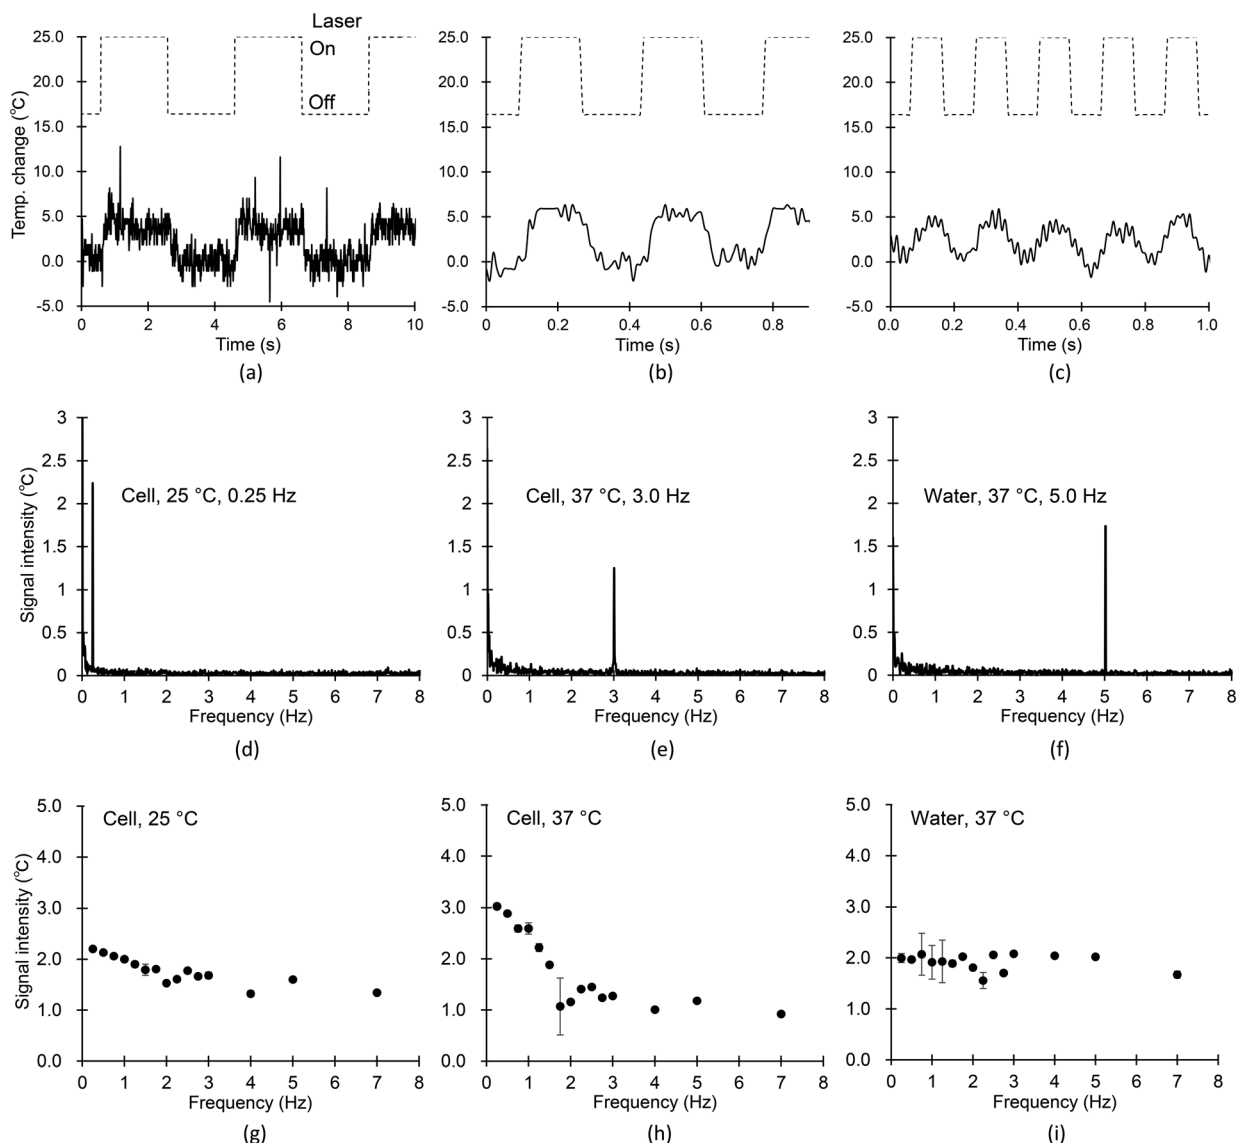 Laser
On
Off
Temp. change (°C)
25.0
20.0
15.0
10.0
5.0
0.0
-5.0
0 2 4 6 8 10
Time (s)
(a)
25.0
20.0
15.0
10.0
5.0
0.0
-5.0
0 0.2 0.4 0.6 0.8
Time (s)
(b)
25.0
20.0
15.0
10.0
5.0
0.0
-5.0
0.0 0.2 0.4 0.6 0.8 1.0
Time (s)
(c)
Signal intensity (°C)
3
2.5
2
1.5
1
0.5
0
Cell, 25 °C, 0.25 Hz
0 1 2 3 4 5 6 7 8
Frequency (Hz)
(d)
3
2.5
2
1.5
1
0.5
0
Cell, 37 °C, 3.0 Hz
0 1 2 3 4 5 6 7 8
Frequency (Hz)
(e)
3
2.5
2
1.5
1
0.5
0
Water, 37 °C, 5.0 Hz
0 1 2 3 4 5 6 7 8
Frequency (Hz)
(f)
Signal intensity (°C)
5.0
4.0
3.0
2.0
1.0
0.0
Cell, 25 °C
0 1 2 3 4 5 6 7 8
Frequency (Hz)
(g)
5.0
4.0
3.0
2.0
1.0
0.0
Cell, 37 °C
0 1 2 3 4 5 6 7 8
Frequency (Hz)
(h)
5.0
4.0
3.0
2.0
1.0
0.0
Water, 37 °C
0 1 2 3 4 5 6 7 8
Frequency (Hz)
(i)